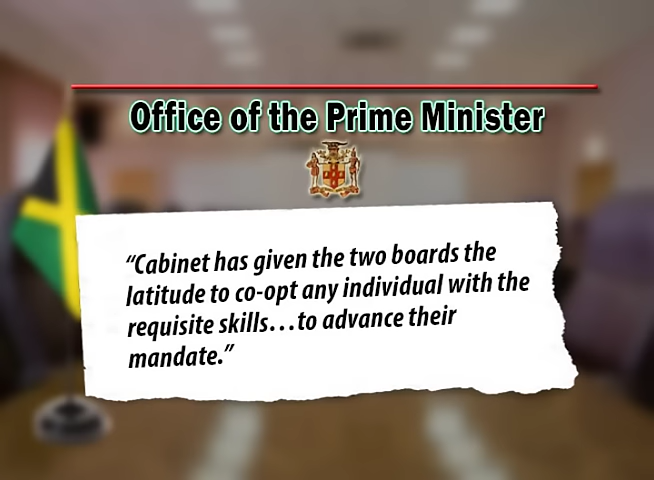 Office of the Prime Minister
“Cabinet has given the two boards the
latitude to co-opt any individual with the
requisite skills…to advance their
mandate.”